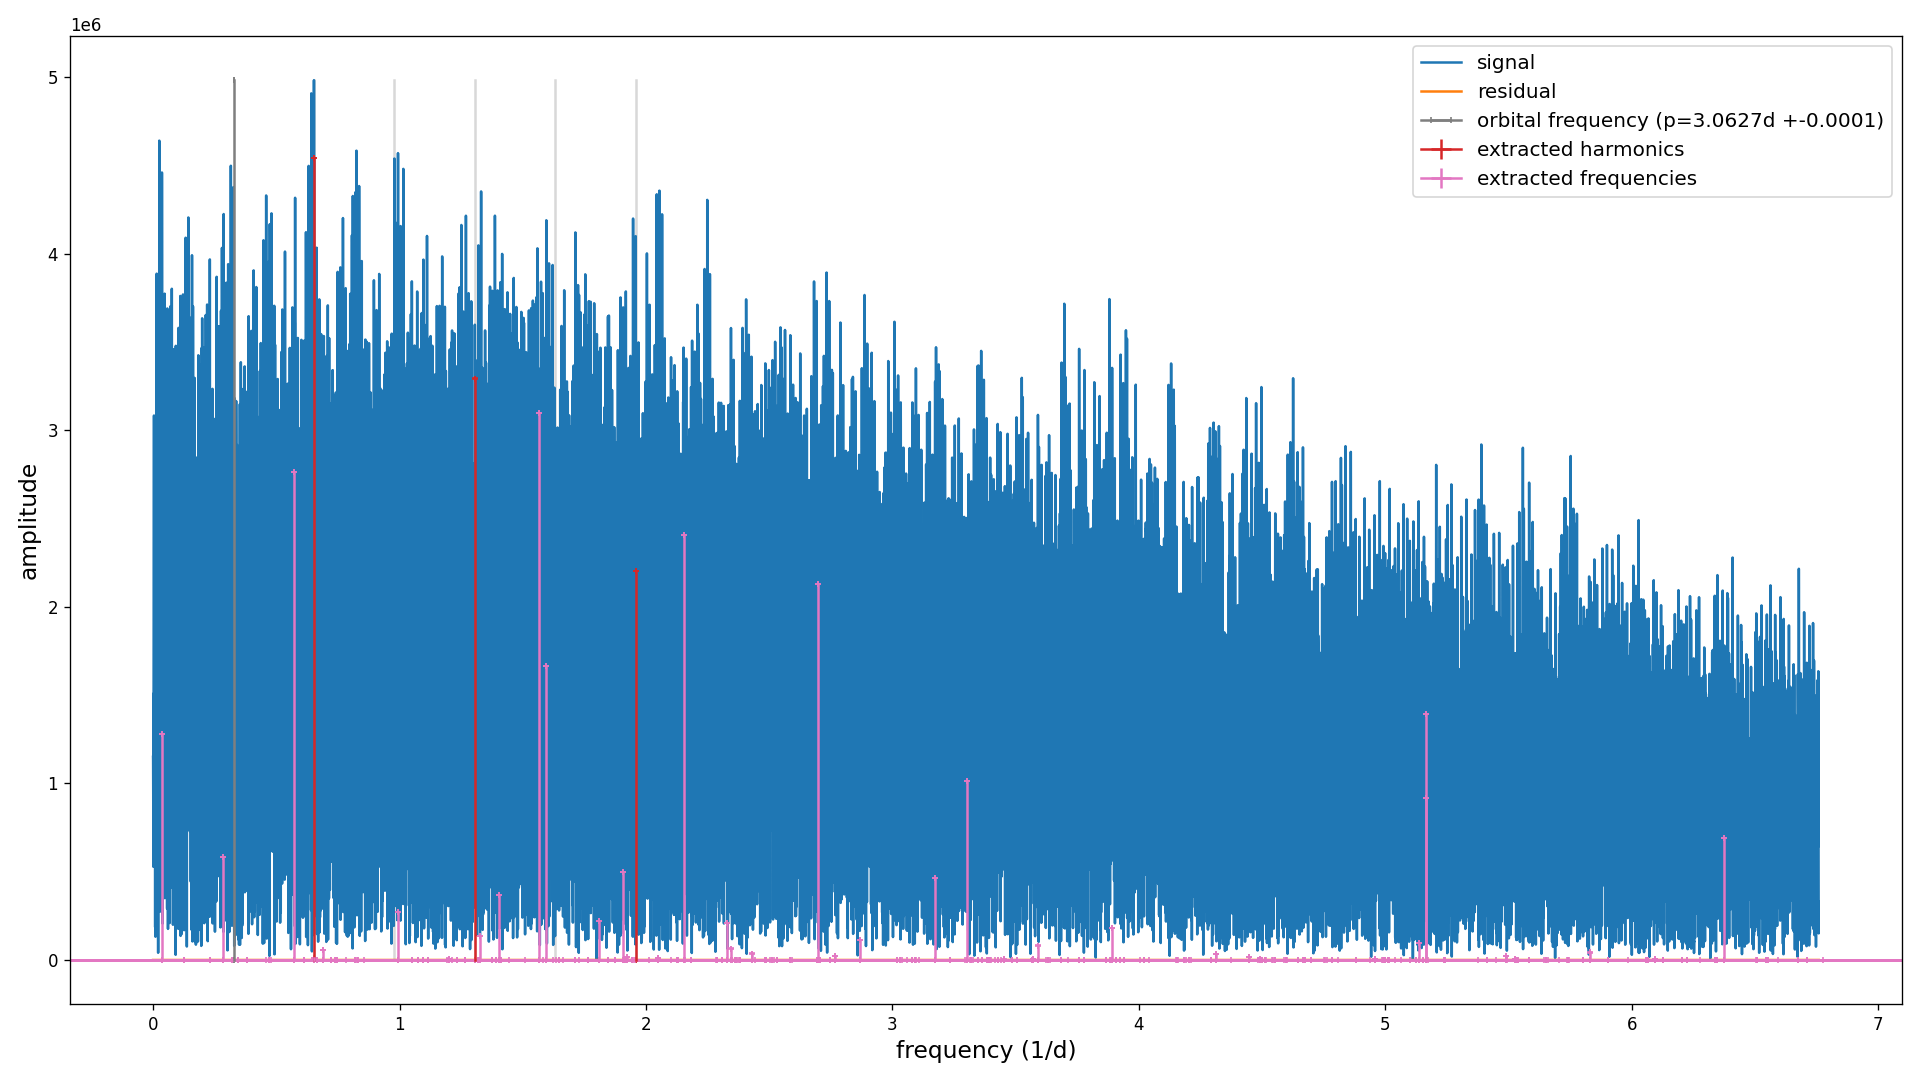 1e6
signal
residual
orbital frequency (p=3.0627d +-0.0001)
extracted harmonics
extracted frequencies
5
4
3
2
1
0
amplitude
0 1 2 3 4 5 6 7
frequency (1/d)